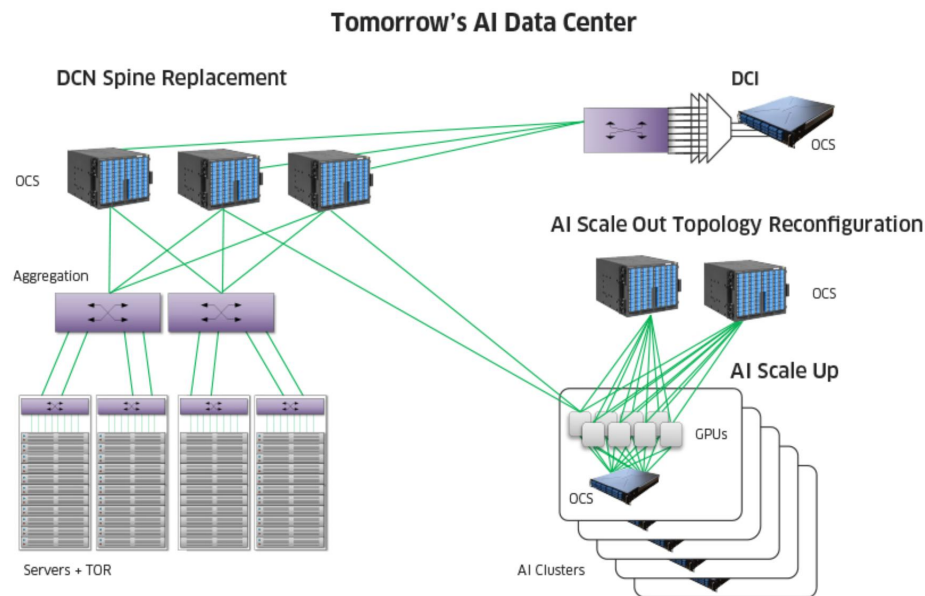 Tomorrow's AI Data Center
DCN Spine Replacement
DCI
OCS
OCS
AI Scale Out Topology Reconfiguration
Aggregation
OCS
AI Scale Up
GPUs
OCS
Servers + TOR
AI Clusters